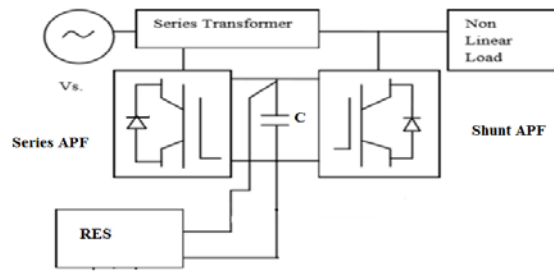 Series Transformer
Non
Linear
Load
Vs.
Series APF
C
Shunt APF
RES